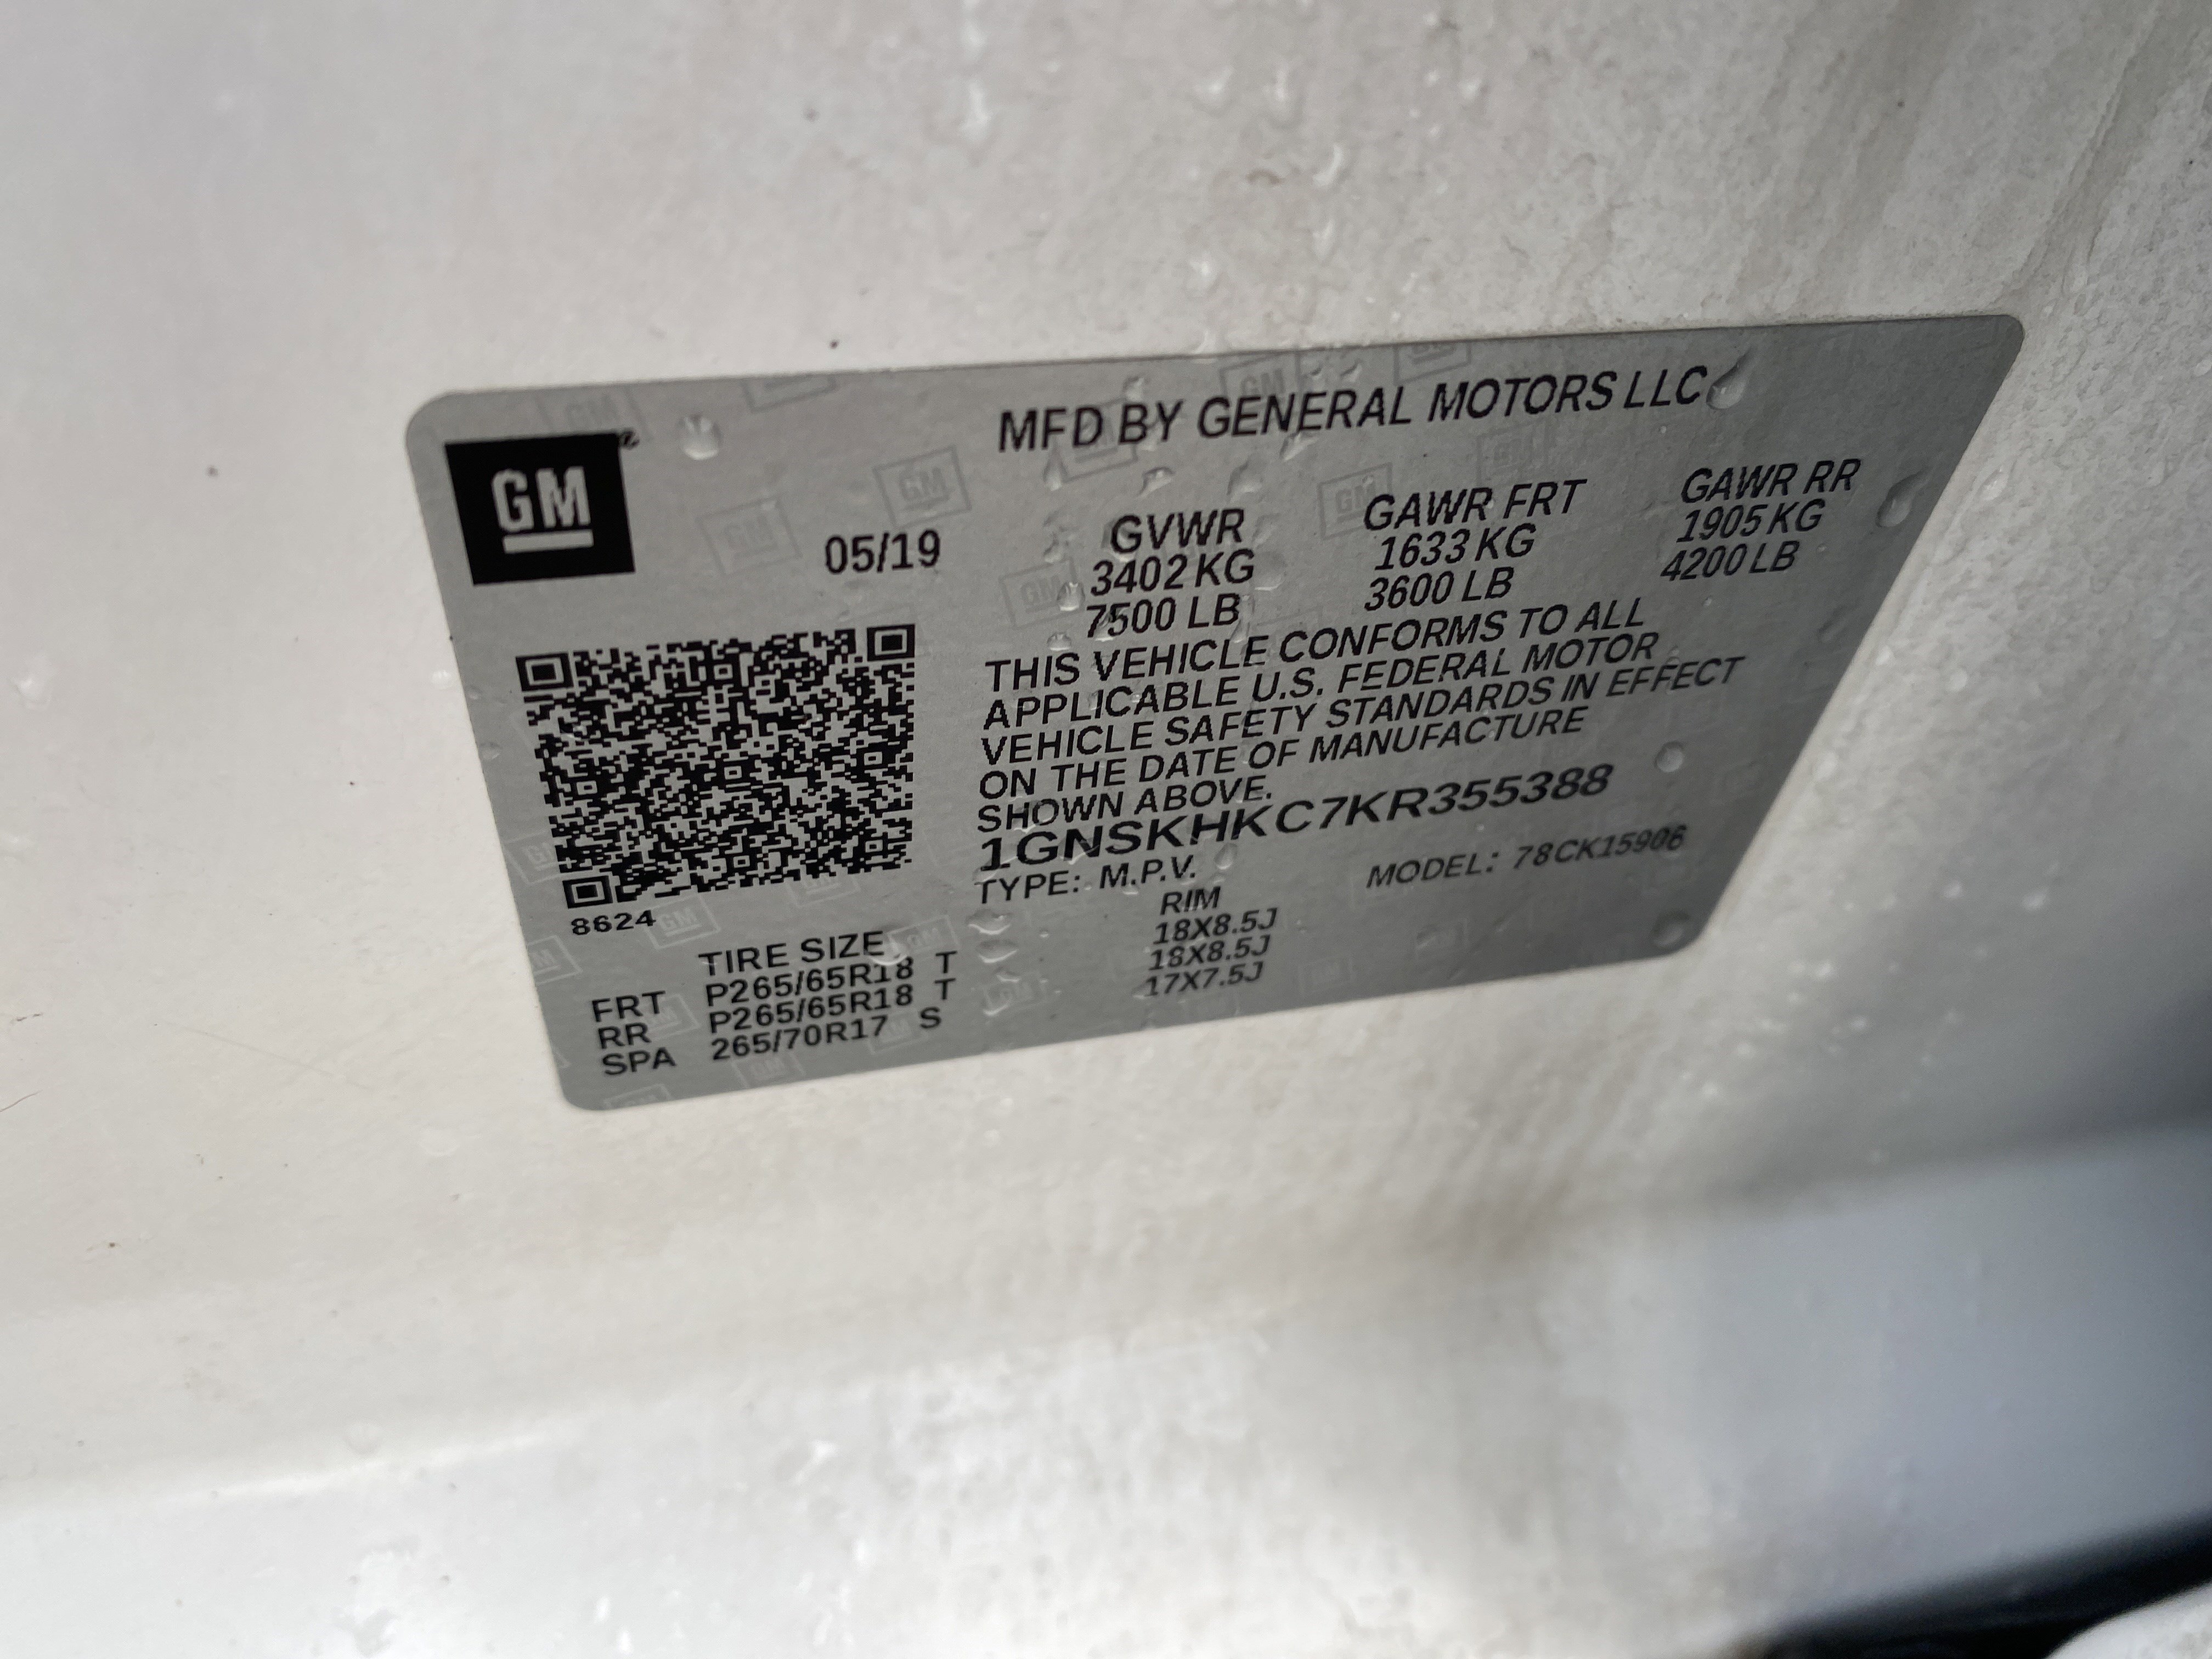 GM
MFD BY GENERAL MOTORS LLC
05/19
GVWR
3402 KG
7500 LB
GAWR FRT
1633 KG
3600 LB
GAWR RR
1905 KG
4200 LB
THIS VEHICLE CONFORMS TO ALL
APPLICABLE U.S. FEDERAL MOTOR
VEHICLE SAFETY STANDARDS IN EFFECT
ON THE DATE OF MANUFACTURE
SHOWN ABOVE.
1GNSKHKC7KR355388
TYPE: M.P.V. MODEL: 78CK15906
8624
TIRE SIZE RIM
FRT P265/65R18 T 18X8.5J
RR P265/65R18 T 18X8.5J
SPA 265/70R17 S 17X7.5J